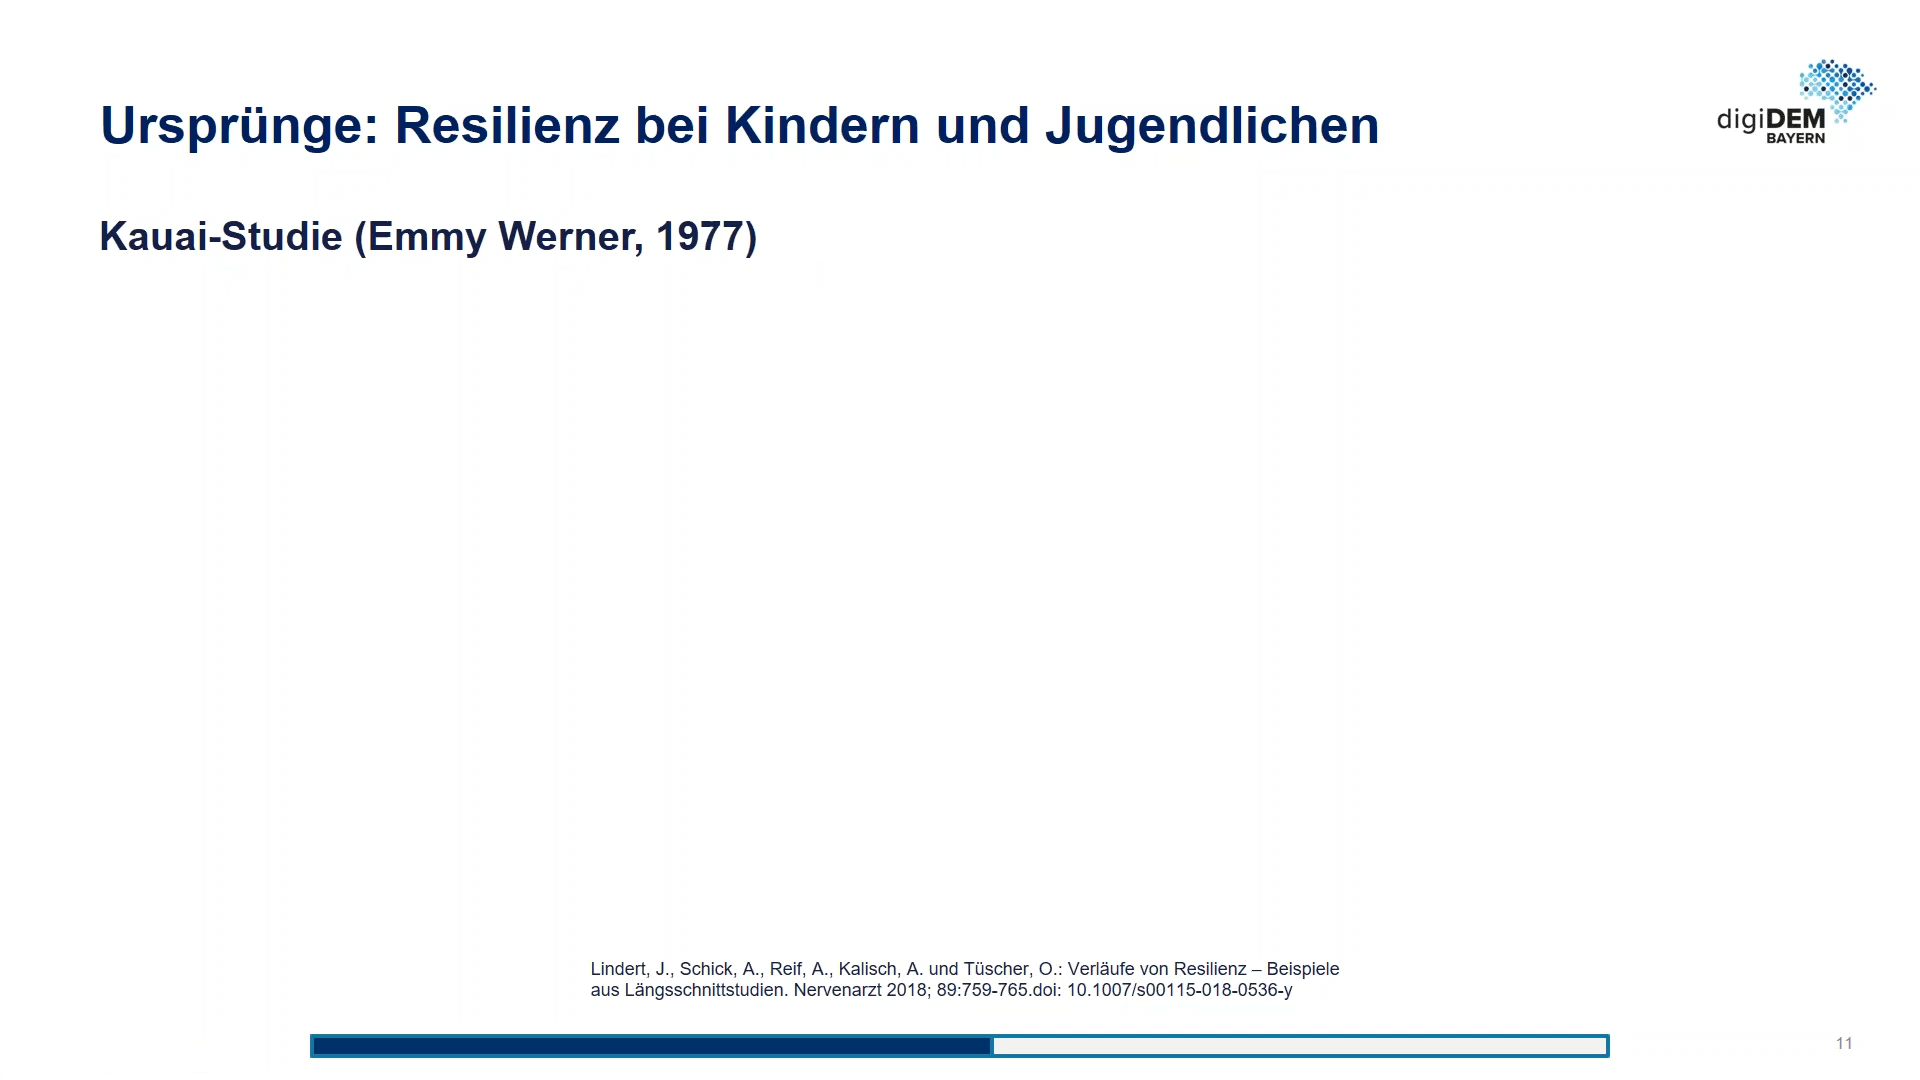 Ursprünge: Resilienz bei Kindern und Jugendlichen
digiDEM
BAYERN
Kauai-Studie (Emmy Werner, 1977)
Lindert, J., Schick, A., Reif, A., Kalisch, A. und Tüscher, O.: Verläufe von Resilienz – Beispiele
aus Längsschnittstudien. Nervenarzt 2018; 89:759-765.doi: 10.1007/s00115-018-0536-y
11